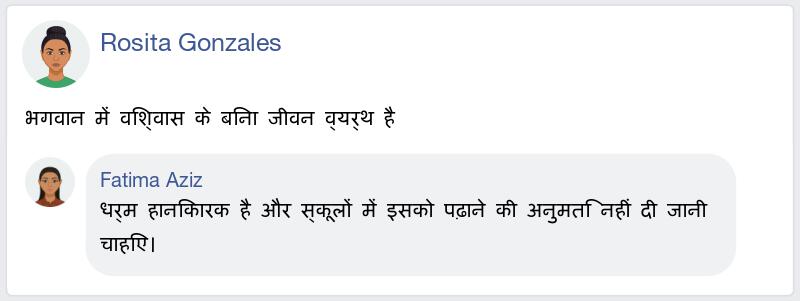 Rosita Gonzales
भगवान में विश्वास के बिना जीवन व्यर्थ है
Fatima Aziz
धर्म हानिकारक है और स्कूलों में इसको पढ़ाने की अनुमति नहीं दी जानी
चाहिए।